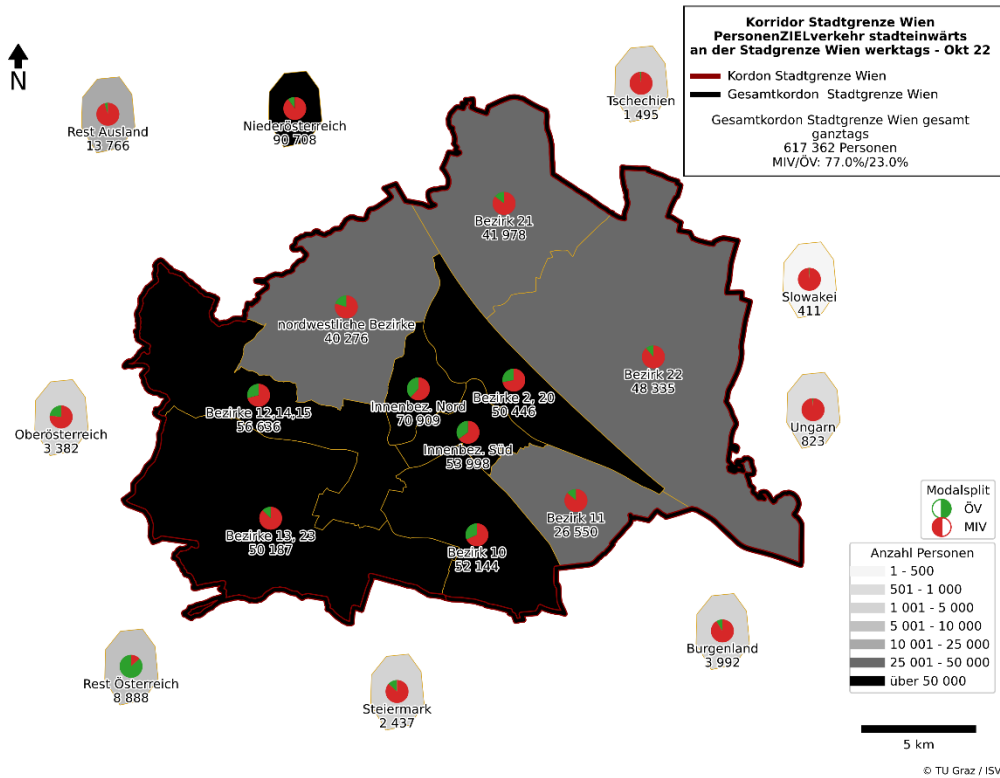 Korridor Stadtgrenze Wien
PersonenZIELverkehr stadteinwärts
an der Stadgrenze Wien werktags - Okt 22
Kordon Stadtgrenze Wien
Gesamtkordon Stadtgrenze Wien
Gesamtkordon Stadtgrenze Wien gesamt
ganztags
617 362 Personen
MIV/ÖV: 77.0%/23.0%
N
Rest Ausland
13 766
Niederösterreich
90 708
Tschechien
1 495
Bezirk 21
41 978
Slowakei
411
nordwestliche Bezirke
40 276
Bezirk 22
48 335
Bezirke 12,14,15
56 636
Innenbez. Nord
70 909
Bezirke 2, 20
50 446
Oberösterreich
3 382
Innenbez. Süd
53 998
Ungarn
823
Bezirke 13, 23
50 187
Bezirk 10
52 144
Bezirk 11
26 550
Modalsplit
ÖV
MIV
Anzahl Personen
1 - 500
501 - 1 000
1 001 - 5 000
5 001 - 10 000
10 001 - 25 000
25 001 - 50 000
über 50 000
Burgenland
3 992
Rest Österreich
8 888
Steiermark
2 437
5 km
© TU Graz / ISV